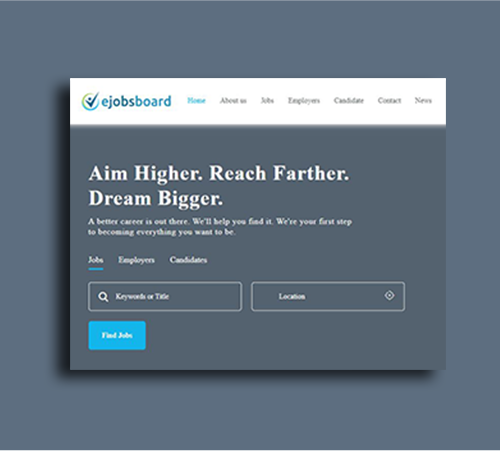 ejobsboard Home About us Jobs Employers Candidate Contact News
Aim Higher. Reach Farther.
Dream Bigger.
A better career is out there. We'll help you find it. We're your first step
to becoming everything you want to be.
Jobs Employers Candidates
Keywords or Title Location
Find Jobs